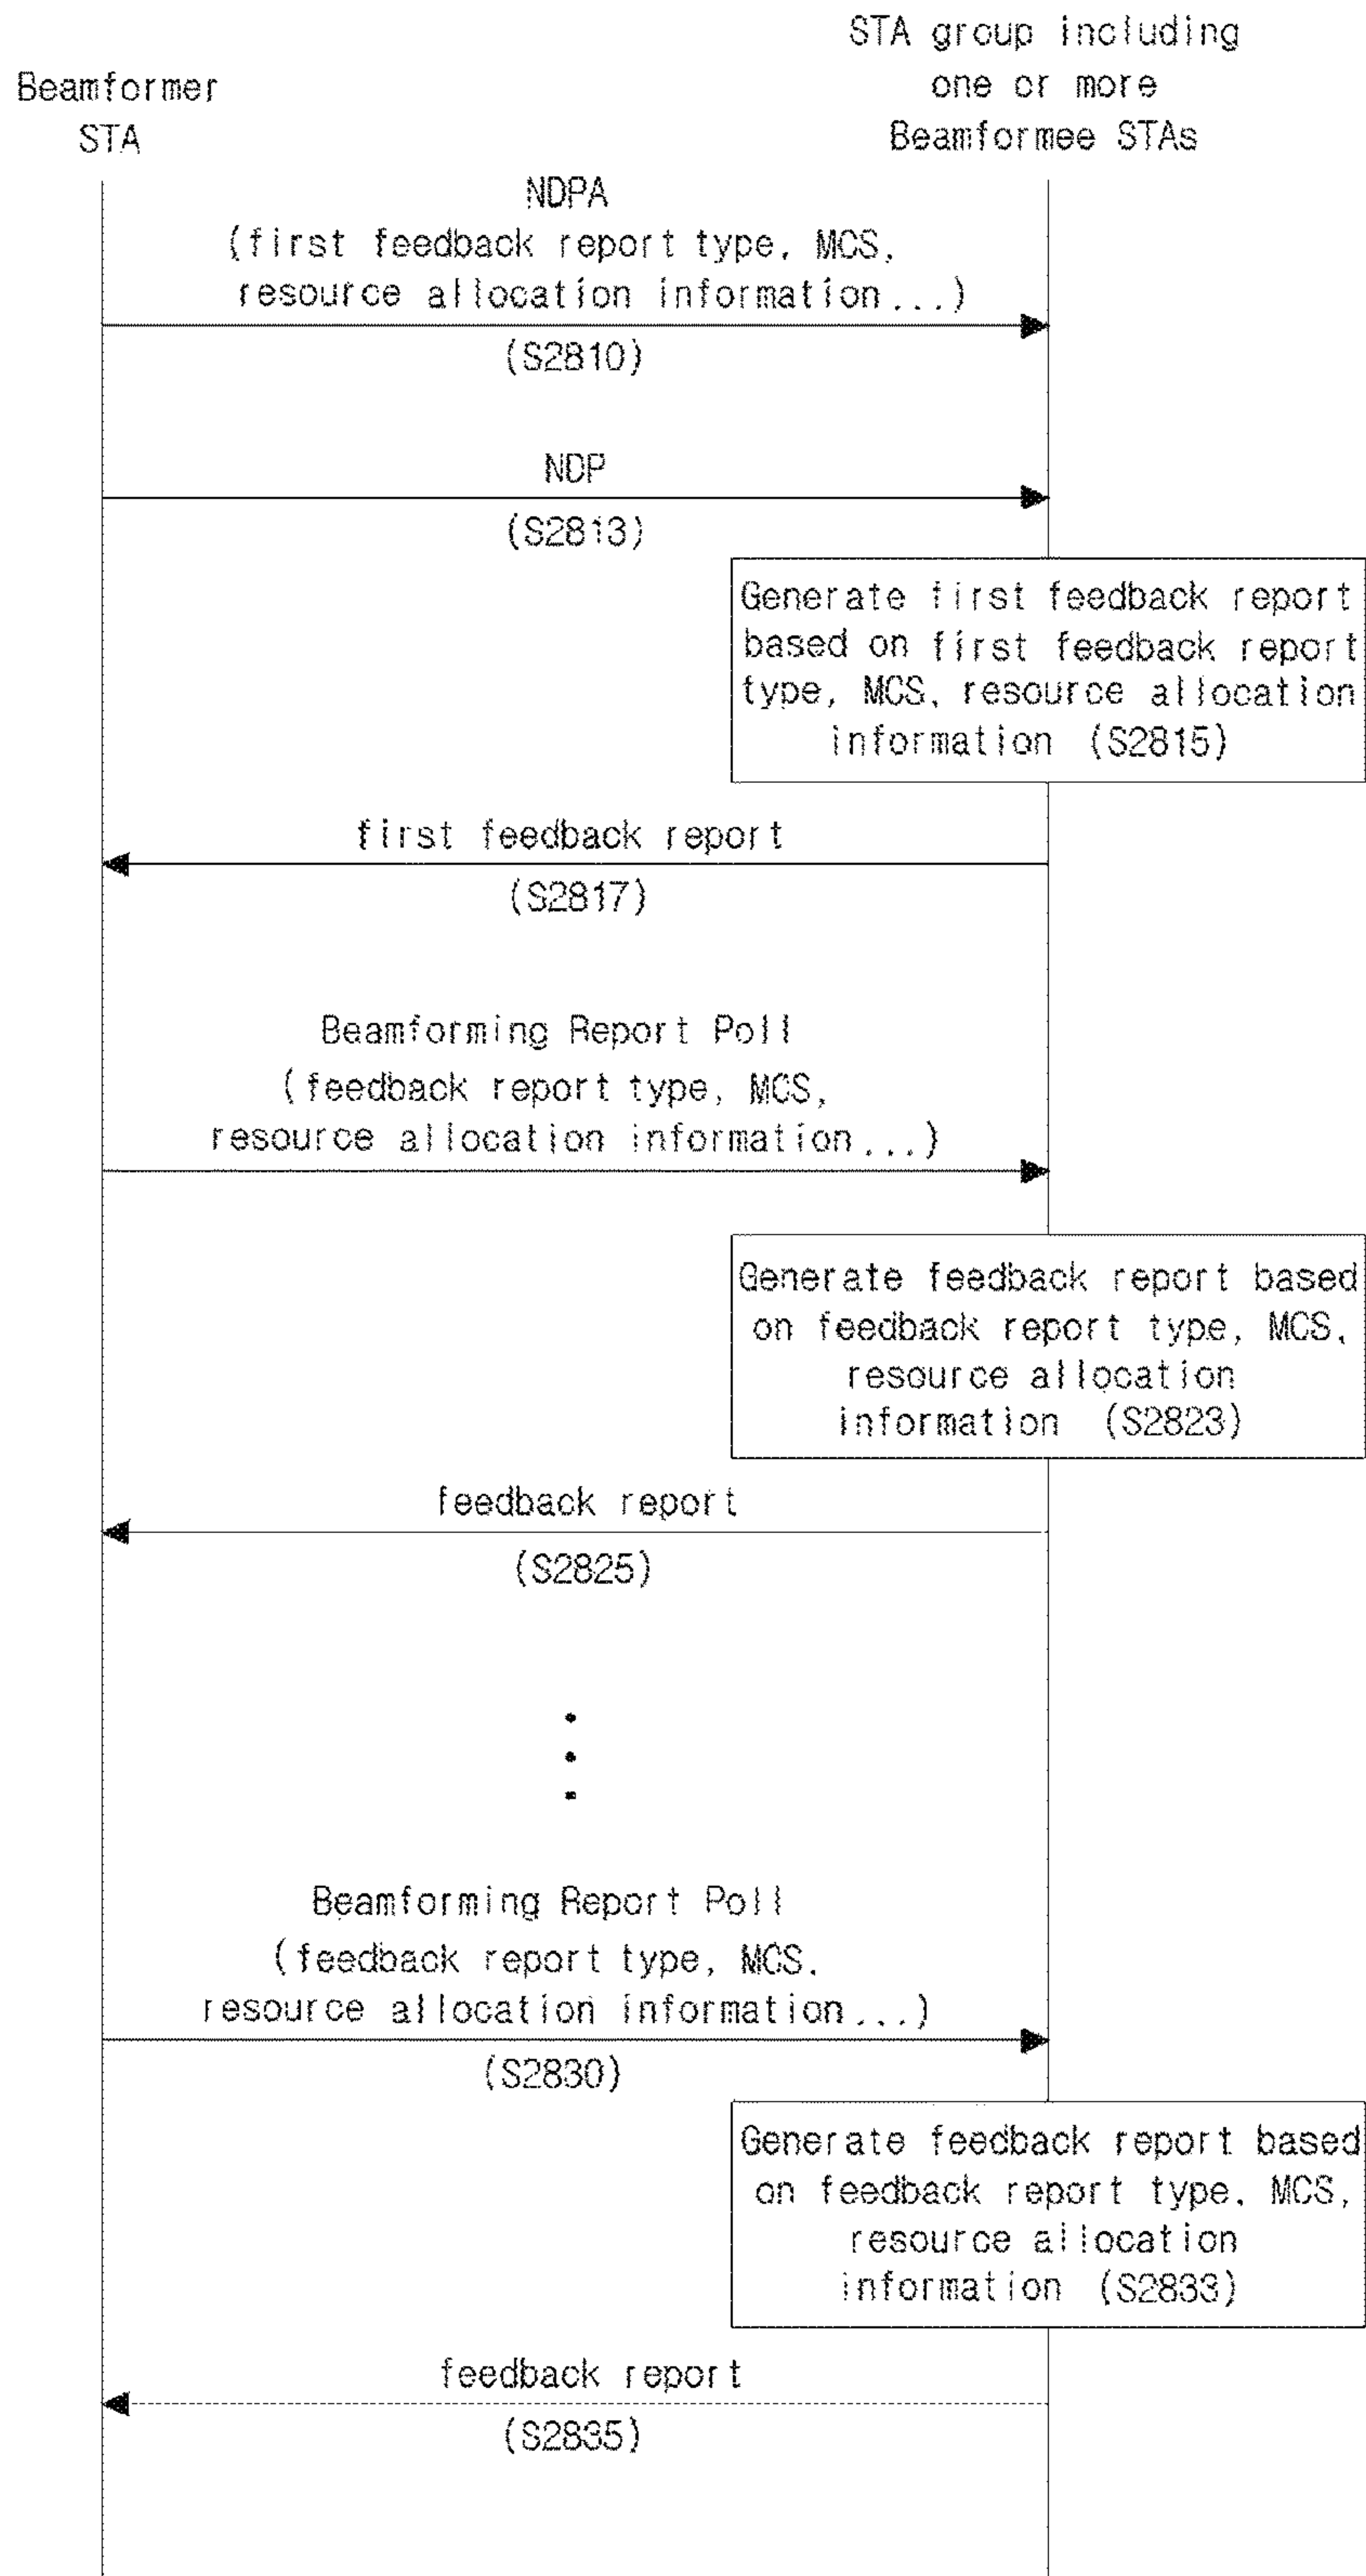 Beamformer
STA
STA group including
one or more
Beamformee STAs
NDPA
(first feedback report type, MCS,
resource allocation information...)
(S2810)
NDP
(S2813)
Generate first feedback report
based on first feedback report
type, MCS, resource allocation
information (S2815)
first feedback report
(S2817)
Beamforming Report Poll
(feedback report type, MCS,
resource allocation information...)
Generate feedback report based
on feedback report type, MCS,
resource allocation
information (S2823)
feedback report
(S2825)
Beamforming Report Poll
(feedback report type, MCS,
resource allocation information...)
(S2830)
Generate feedback report based
on feedback report type, MCS,
resource allocation
information (S2833)
feedback report
(S2835)